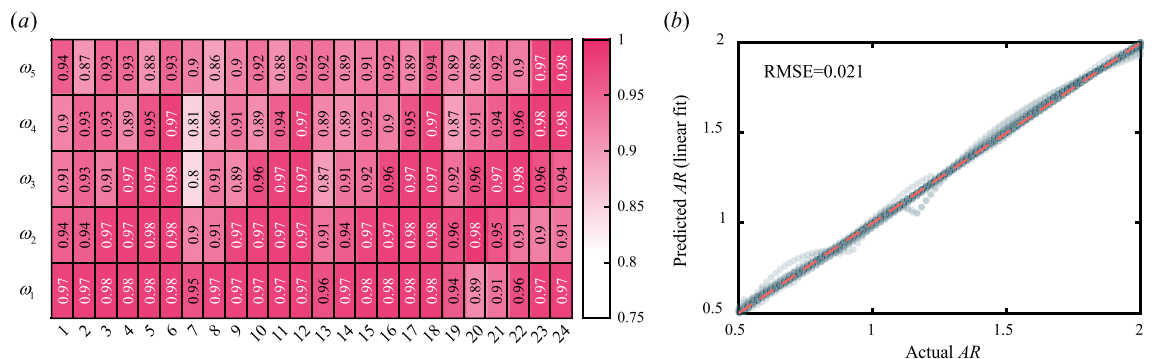 (a)
ω5 0.94 0.87 0.93 0.93 0.88 0.93 0.9 0.86 0.9 0.92 0.88 0.92 0.92 0.89 0.91 0.92 0.89 0.94 0.89 0.89 0.92 0.9 0.97 0.98
ω4 0.9 0.93 0.93 0.89 0.95 0.97 0.81 0.86 0.91 0.89 0.94 0.97 0.89 0.89 0.92 0.9 0.95 0.97 0.87 0.91 0.94 0.96 0.98 0.98
ω3 0.91 0.93 0.91 0.97 0.97 0.98 0.8 0.91 0.89 0.96 0.97 0.97 0.87 0.91 0.92 0.96 0.97 0.97 0.92 0.96 0.97 0.98 0.96 0.94
ω2 0.94 0.94 0.97 0.97 0.98 0.98 0.9 0.91 0.97 0.97 0.97 0.97 0.91 0.94 0.97 0.97 0.98 0.98 0.96 0.98 0.95 0.91 0.9 0.91
ω1 0.97 0.97 0.98 0.98 0.98 0.98 0.95 0.97 0.97 0.97 0.97 0.97 0.96 0.97 0.98 0.98 0.98 0.98 0.94 0.89 0.91 0.96 0.97 0.97
1 2 3 4 5 6 7 8 9 10 11 12 13 14 15 16 17 18 19 20 21 22 23 24
1
0.95
0.9
0.85
0.8
0.75
(b)
RMSE=0.021
Predicted AR (linear fit)
2
1.5
1
0.5
0.5 1 1.5 2
Actual AR